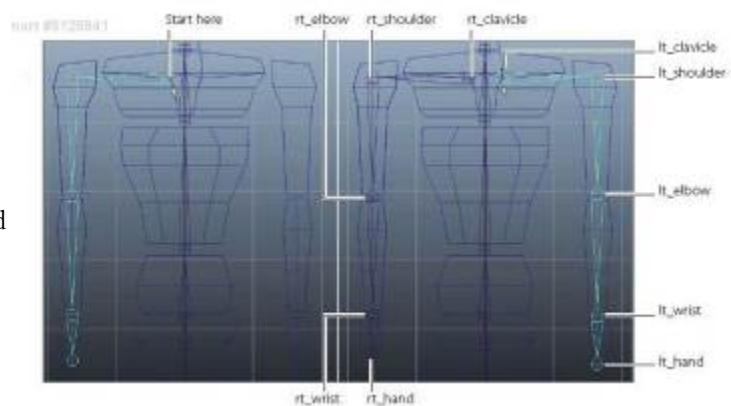 Start here
rt_elbow
rt_shoulder
rt_clavicle
lt_clavicle
lt_shoulder
lt_elbow
d
lt_wrist
lt_hand
rt_wrist
rt_hand